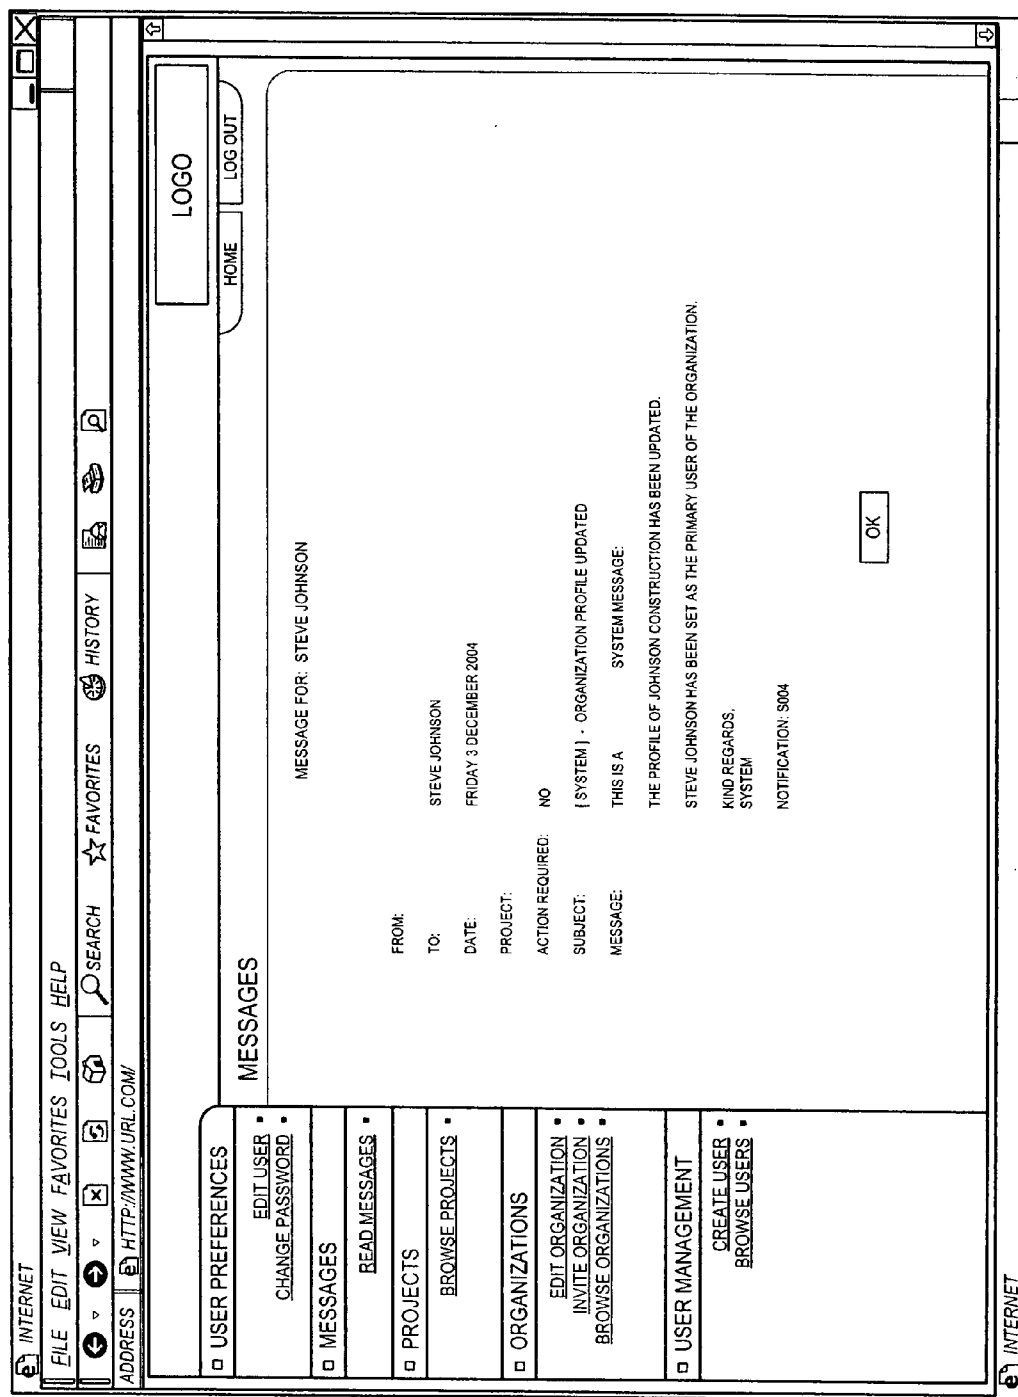 INTERNET
FILE EDIT VIEW FAVORITES TOOLS HELP
SEARCH FAVORITES HISTORY
ADDRESS HTTP://WWW.URL.COM/
LOGO
HOME LOG OUT
USER PREFERENCES
EDIT USER
CHANGE PASSWORD
MESSAGES
READ MESSAGES
PROJECTS
BROWSE PROJECTS
ORGANIZATIONS
EDIT ORGANIZATION
INVITE ORGANIZATION
BROWSE ORGANIZATIONS
USER MANAGEMENT
CREATE USER
BROWSE USERS
MESSAGES
MESSAGE FOR: STEVE JOHNSON
FROM:
TO: STEVE JOHNSON
DATE: FRIDAY 3 DECEMBER 2004
PROJECT:
ACTION REQUIRED: NO
SUBJECT: [ SYSTEM ] - ORGANIZATION PROFILE UPDATED
MESSAGE: THIS IS A SYSTEM MESSAGE:
THE PROFILE OF JOHNSON CONSTRUCTION HAS BEEN UPDATED.
STEVE JOHNSON HAS BEEN SET AS THE PRIMARY USER OF THE ORGANIZATION.
KIND REGARDS,
SYSTEM
NOTIFICATION: S004
OK
INTERNET